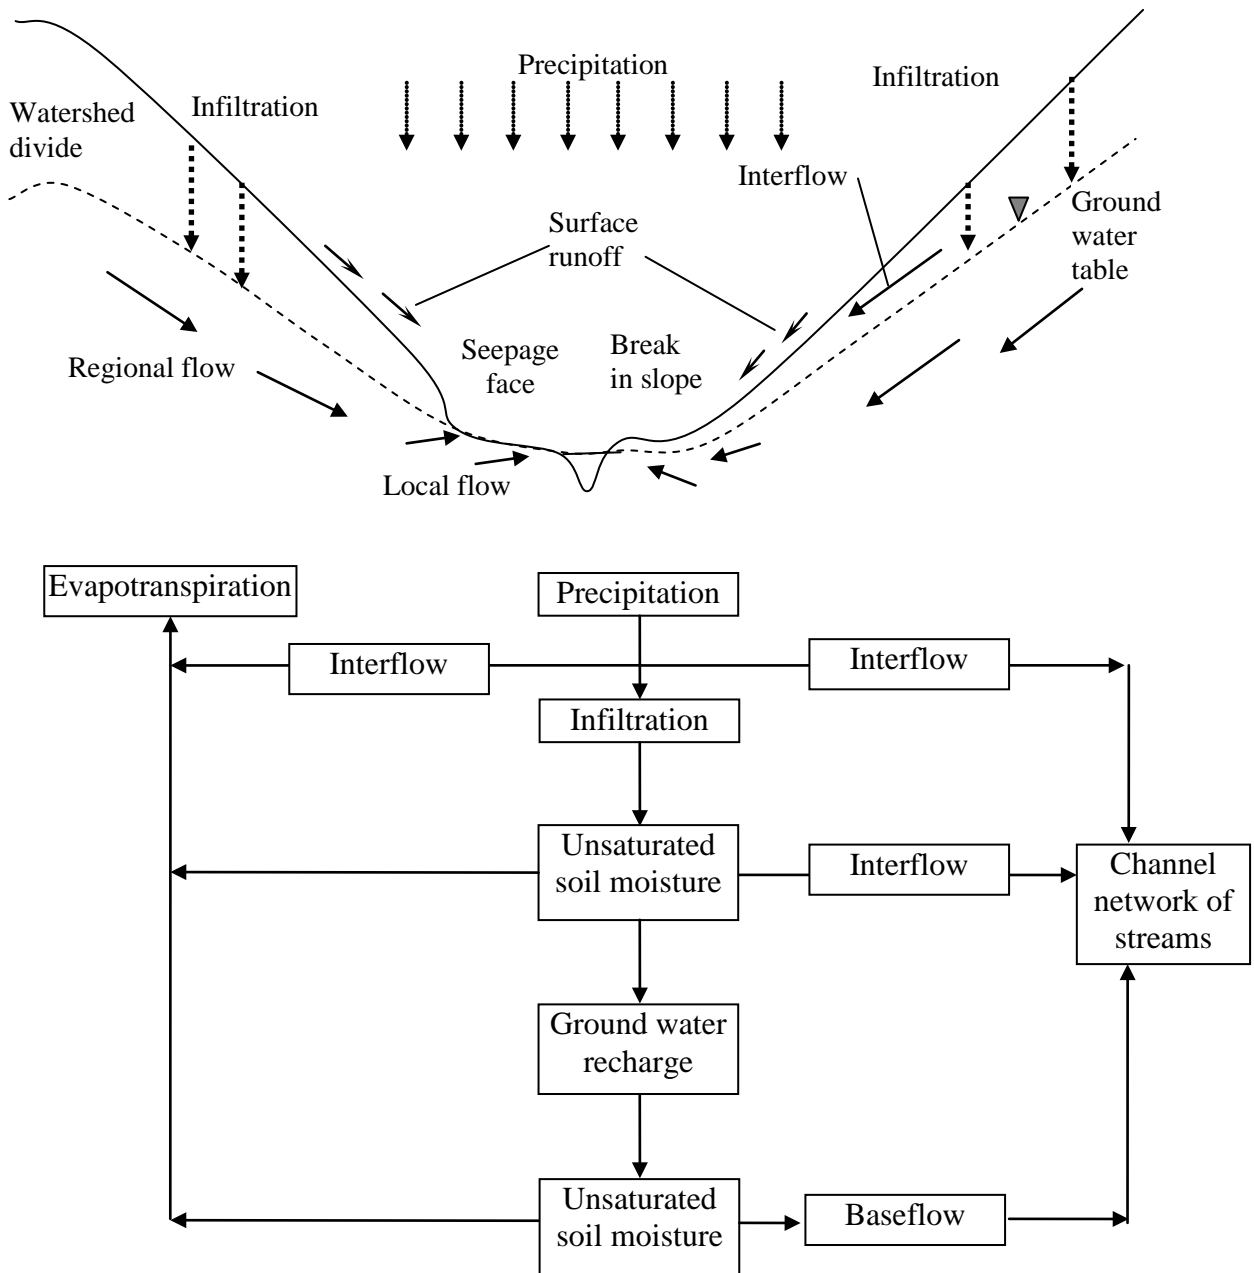 Precipitation
Infiltration
Infiltration
Watershed
divide
Interflow
Ground
water
table
Surface
runoff
Seepage
face
Break
in slope
Regional flow
Local flow
Evapotranspiration
Precipitation
Interflow
Interflow
Infiltration
Unsaturated
soil moisture
Interflow
Channel
network of
streams
Ground water
recharge
Unsaturated
soil moisture
Baseflow